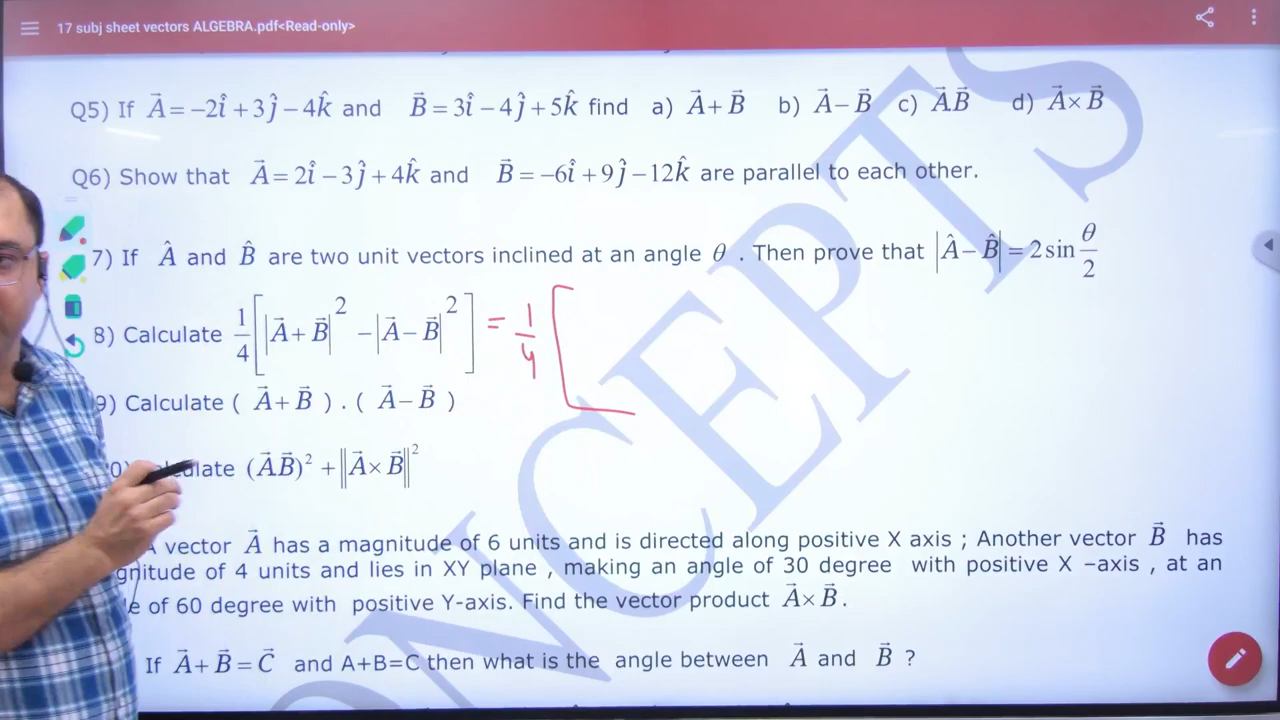 17 subj sheet vectors ALGEBRA.pdf<Read-only>
Q5) If A⃗ = −2î + 3ĵ − 4k̂ and B⃗ = 3î − 4ĵ + 5k̂ find a) A⃗ + B⃗ b) A⃗ − B⃗ c) A⃗B⃗ d) A⃗ × B⃗
Q6) Show that A⃗ = 2î − 3ĵ + 4k̂ and B⃗ = −6î + 9ĵ − 12k̂ are parallel to each other.
7) If Â and B̂ are two unit vectors inclined at an angle θ . Then prove that |Â − B̂| = 2 sin θ/2
8) Calculate 1/4 [ |A⃗ + B⃗|² − |A⃗ − B⃗|² ] = 1/4 [
9) Calculate ( A⃗ + B⃗ ) . ( A⃗ − B⃗ )
0) (A⃗B⃗)² + ||A⃗ × B⃗||²
vector A⃗ has a magnitude of 6 units and is directed along positive X axis ; Another vector B⃗ has
gnitude of 4 units and lies in XY plane , making an angle of 30 degree with positive X –axis , at an
e of 60 degree with positive Y-axis. Find the vector product A⃗ × B⃗ .
If A⃗ + B⃗ = C⃗ and A+B=C then what is the angle between A⃗ and B⃗ ?
CONCEPTS